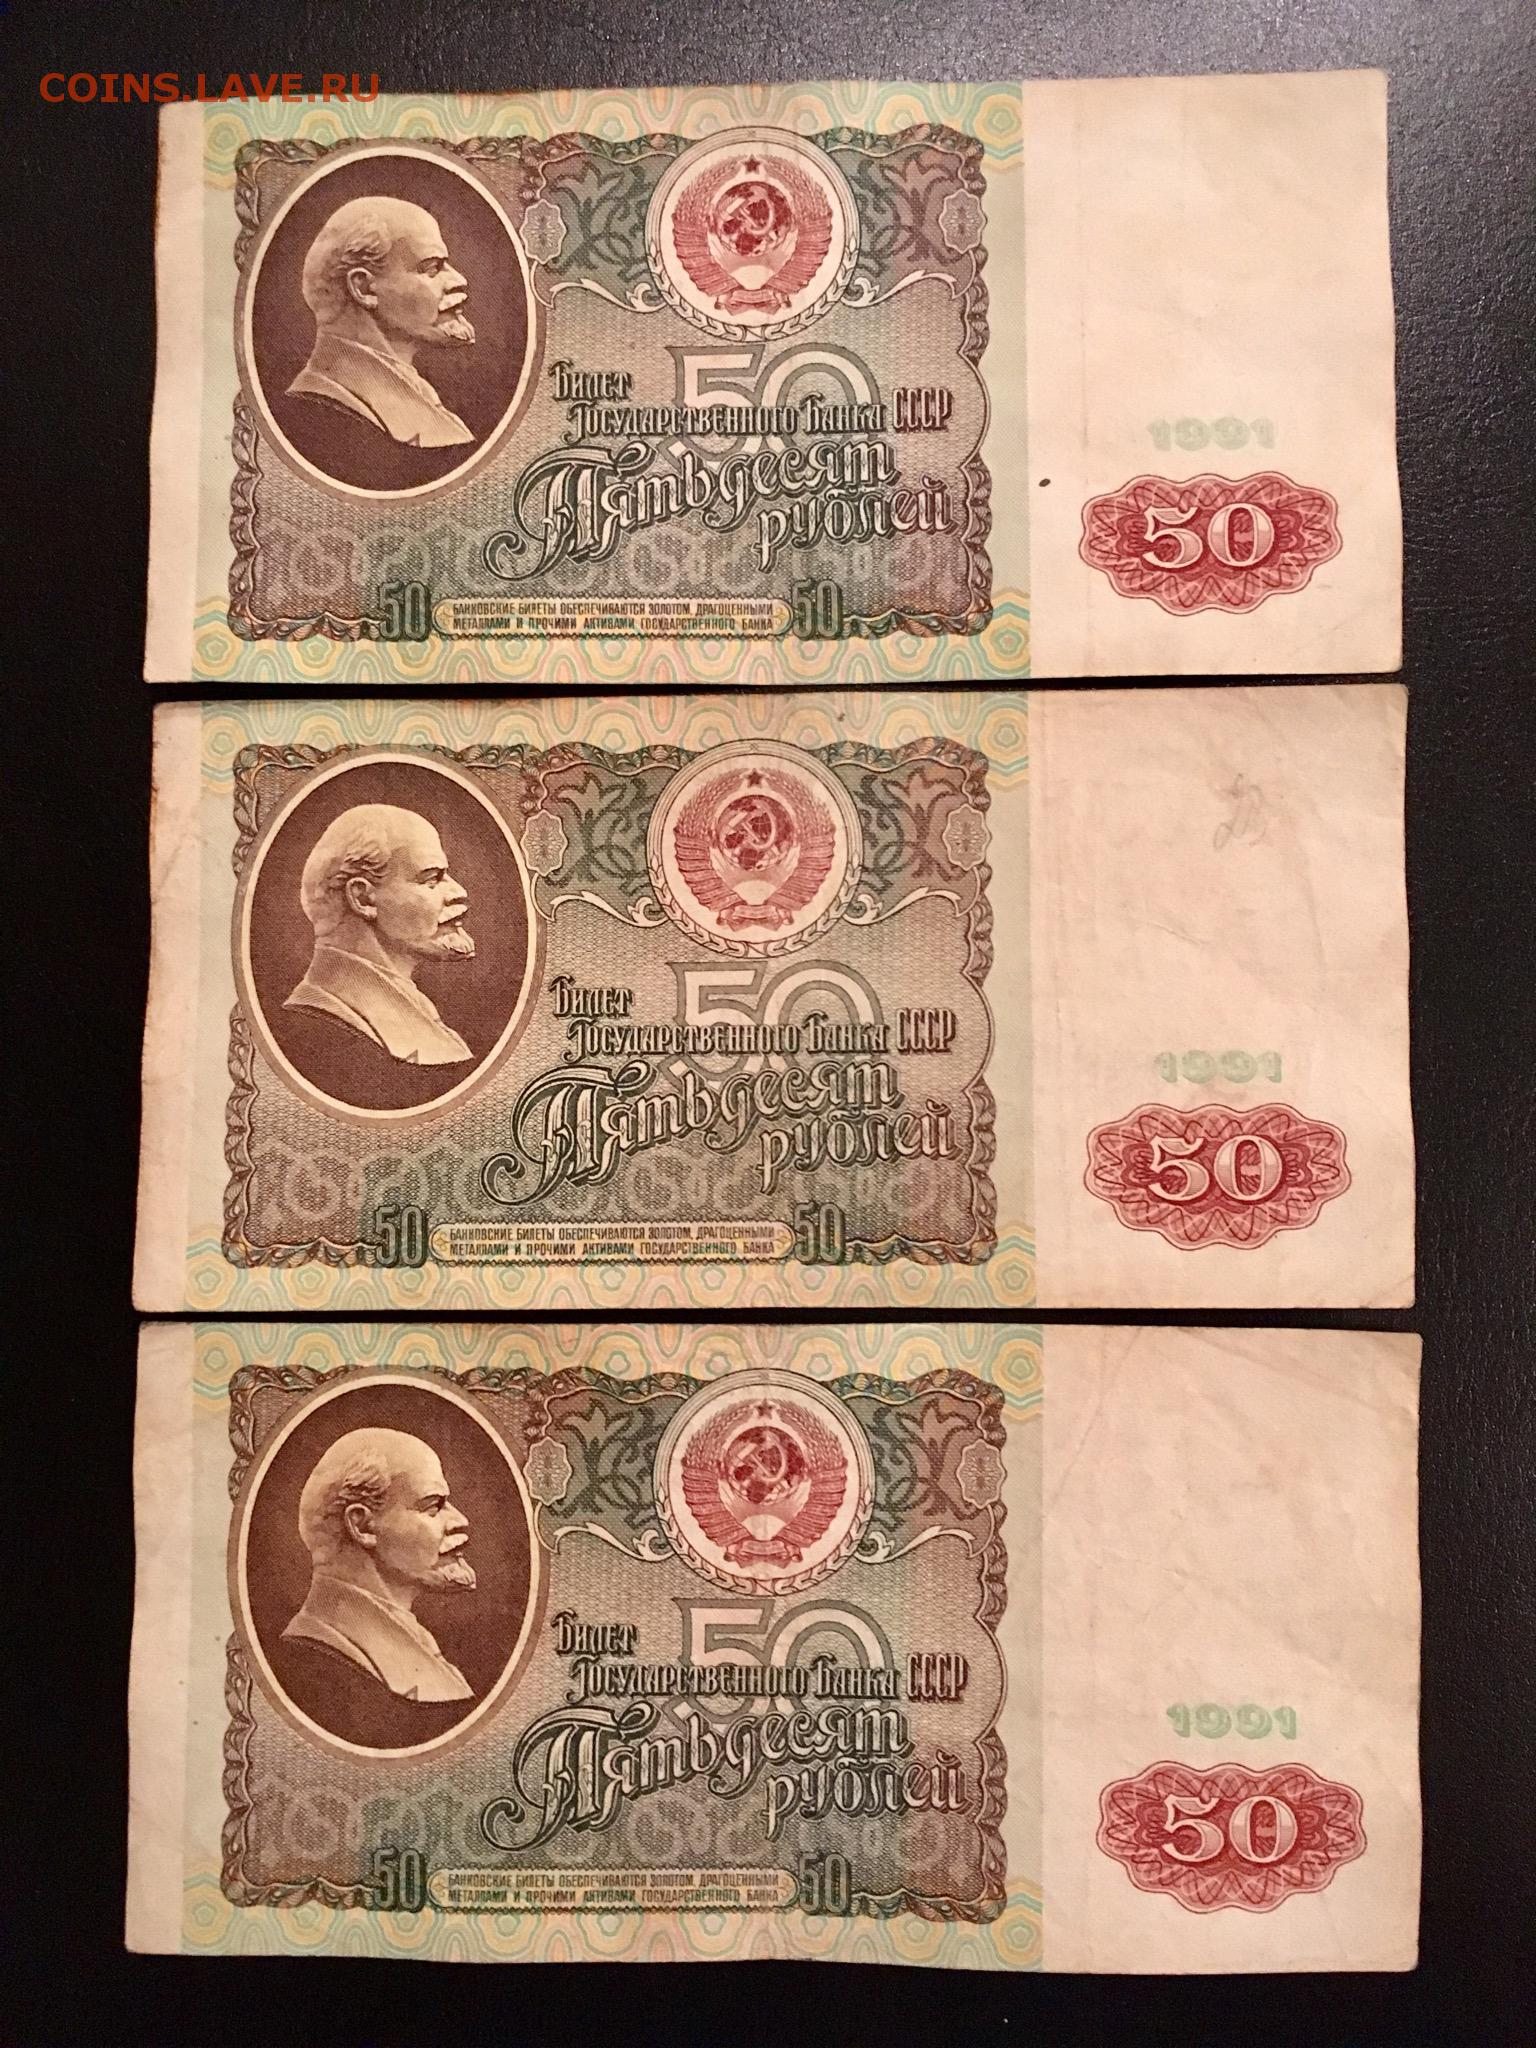 COINS.LAVE.RU
Билет
Государственного Банка СССР
50
Пятьдесят
рублей
1991
50
50
БАНКОВСКИЕ БИЛЕТЫ ОБЕСПЕЧИВАЮТСЯ ЗОЛОТОМ, ДРАГОЦЕННЫМИ
МЕТАЛЛАМИ И ПРОЧИМИ АКТИВАМИ ГОСУДАРСТВЕННОГО БАНКА
50
Билет
Государственного Банка СССР
50
Пятьдесят
рублей
1991
50
50
БАНКОВСКИЕ БИЛЕТЫ ОБЕСПЕЧИВАЮТСЯ ЗОЛОТОМ, ДРАГОЦЕННЫМИ
МЕТАЛЛАМИ И ПРОЧИМИ АКТИВАМИ ГОСУДАРСТВЕННОГО БАНКА
50
Билет
Государственного Банка СССР
50
Пятьдесят
рублей
1991
50
50
БАНКОВСКИЕ БИЛЕТЫ ОБЕСПЕЧИВАЮТСЯ ЗОЛОТОМ, ДРАГОЦЕННЫМИ
МЕТАЛЛАМИ И ПРОЧИМИ АКТИВАМИ ГОСУДАРСТВЕННОГО БАНКА
50